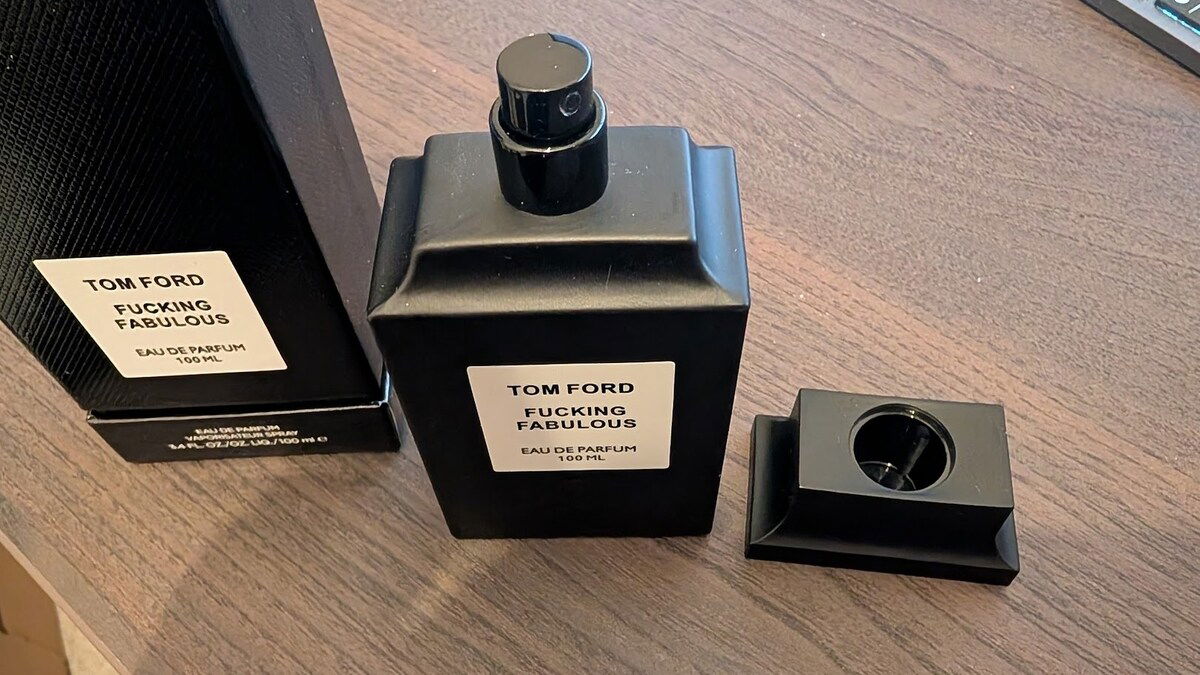 TOM FORD
FUCKING
FABULOUS
EAU DE PARFUM
100 ML
EAU DE PARFUM
VAPORISATEUR SPRAY
3.4 FL. OZ./OZ. LIQ./100 ml e
TOM FORD
FUCKING
FABULOUS
EAU DE PARFUM
100 ML